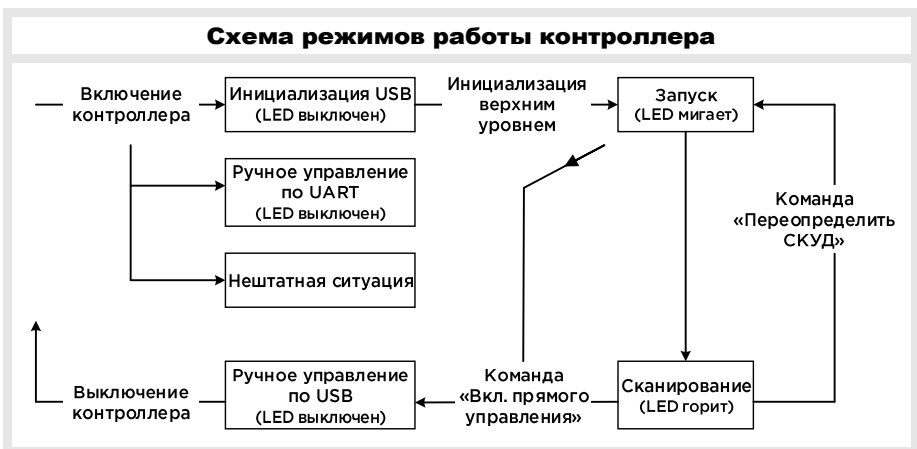 Схема режимов работы контроллера
Включение
контроллера
Инициализация USB
(LED выключен)
Инициализация
верхним
уровнем
Запуск
(LED мигает)
Ручное управление
по UART
(LED выключен)
Команда
«Переопределить
СКУД»
Нештатная ситуация
Выключение
контроллера
Ручное управление
по USB
(LED выключен)
Команда
«Вкл. прямого
управления»
Сканирование
(LED горит)